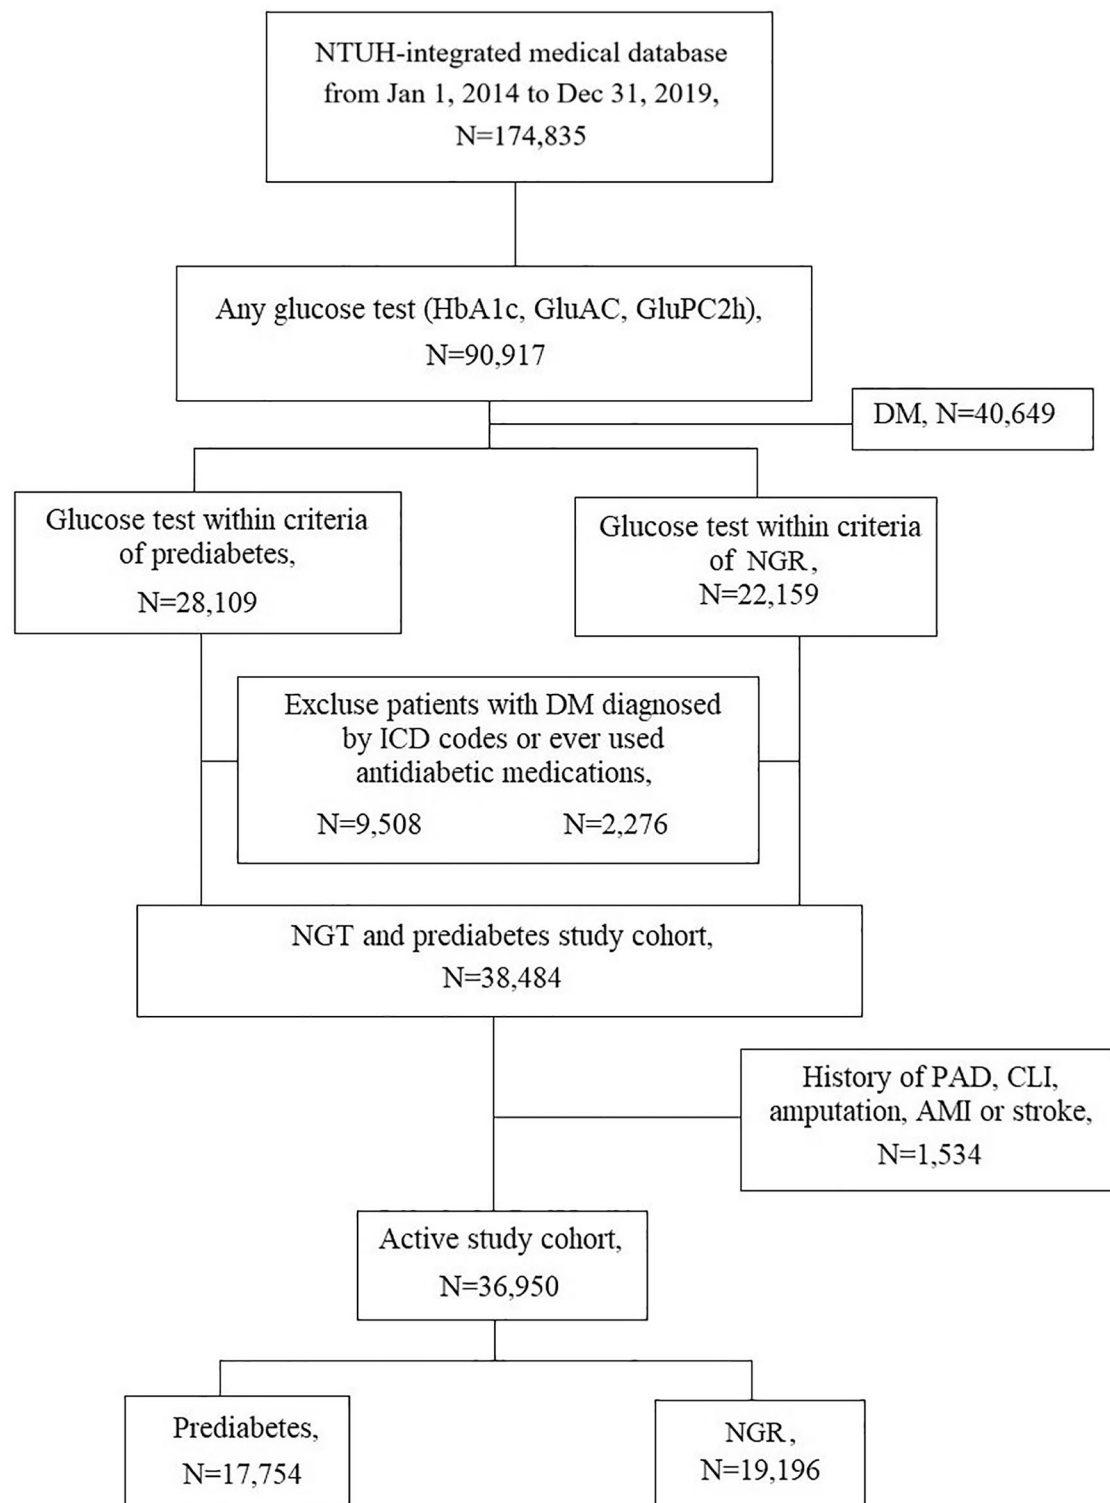 NTUH-integrated medical database
from Jan 1, 2014 to Dec 31, 2019,
N=174,835
Any glucose test (HbA1c, GluAC, GluPC2h),
N=90,917
DM, N=40,649
Glucose test within criteria
of prediabetes,
N=28,109
Glucose test within criteria
of NGR,
N=22,159
Excluse patients with DM diagnosed
by ICD codes or ever used
antidiabetic medications,
N=9,508 N=2,276
NGT and prediabetes study cohort,
N=38,484
History of PAD, CLI,
amputation, AMI or stroke,
N=1,534
Active study cohort,
N=36,950
Prediabetes,
N=17,754
NGR,
N=19,196